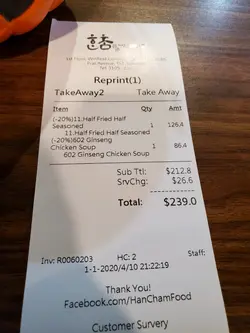 Reprint(1)
TakeAway2 Take Away
Item Qty Amt
(-20%)11:Half Fried Half
Seasoned 1 126.4
11:Half Fried Half Seasoned
(-20%)602:Ginseng
Chicken Soup 1 86.4
602 Ginseng Chicken Soup
Sub Ttl: $212.8
SrvChg: $26.6
Total: $239.0
Inv: R0060203 HC: 2 Staff:
1-1-2020/4/10 21:22:19
Thank You!
Facebook.com/HanChamFood
Customer Survery